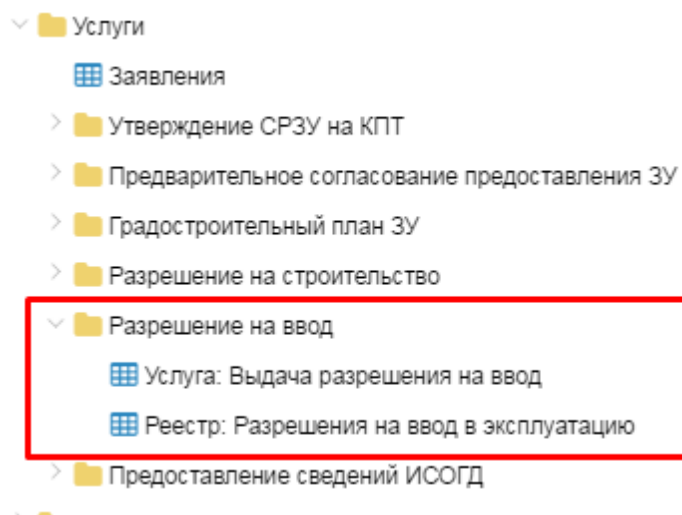 Услуги
Заявления
Утверждение СРЗУ на КПТ
Предварительное согласование предоставления ЗУ
Градостроительный план ЗУ
Разрешение на строительство
Разрешение на ввод
Услуга: Выдача разрешения на ввод
Реестр: Разрешения на ввод в эксплуатацию
Предоставление сведений ИСОГД